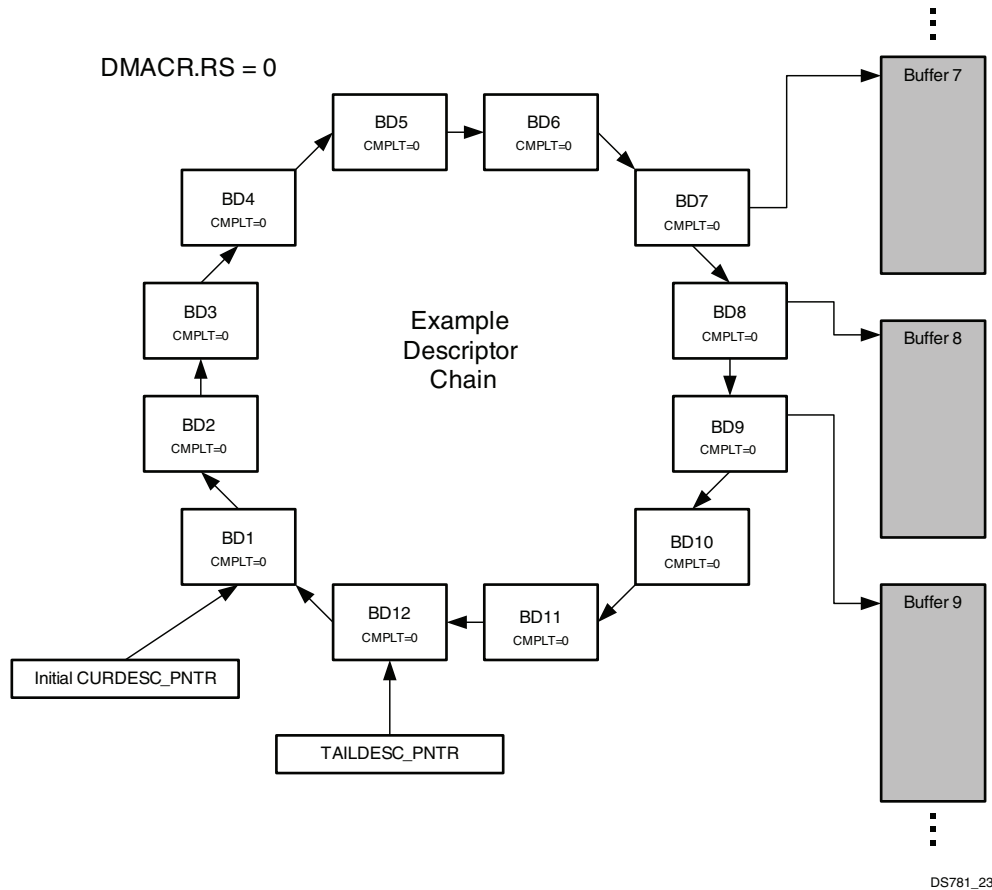 DMACR.RS = 0
BD5
CMPLT=0
BD6
CMPLT=0
BD4
CMPLT=0
BD7
CMPLT=0
BD3
CMPLT=0
BD8
CMPLT=0
Example
Descriptor
Chain
BD2
CMPLT=0
BD9
CMPLT=0
BD1
CMPLT=0
BD10
CMPLT=0
BD12
CMPLT=0
BD11
CMPLT=0
Initial CURDESC_PNTR
TAILDESC_PNTR
Buffer 7
Buffer 8
Buffer 9
DS781_23